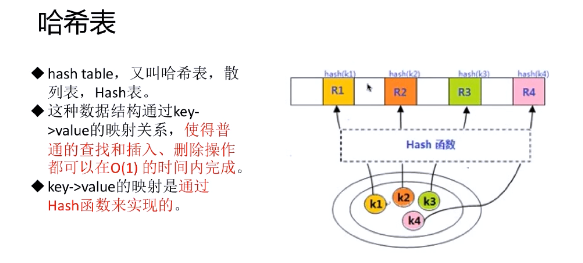 哈希表
◆ hash table，又叫哈希表，散
列表，Hash表。
◆ 这种数据结构通过key-
>value的映射关系，使得普
通的查找和插入、删除操作
都可以在O(1) 的时间内完成。
◆ key->value的映射是通过
Hash函数来实现的。
hash(k1) hash(k2) hash(k3) hash(k4)
R1 R2 R3 R4
Hash 函数
k1 k2 k3
k4